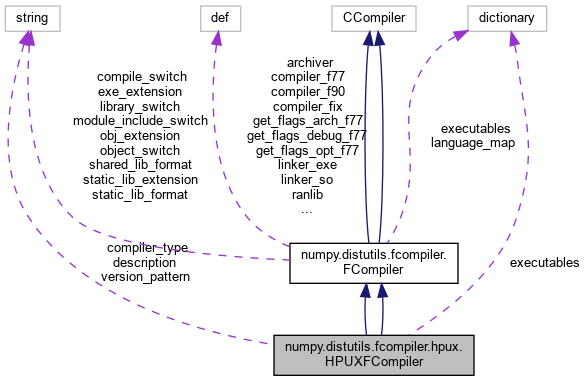 string
def
CCompiler
dictionary
compile_switch
exe_extension
library_switch
module_include_switch
obj_extension
object_switch
shared_lib_format
static_lib_extension
static_lib_format
archiver
compiler_f77
compiler_f90
compiler_fix
get_flags_arch_f77
get_flags_debug_f77
get_flags_opt_f77
linker_exe
linker_so
ranlib
...
executables
language_map
numpy.distutils.fcompiler.
FCompiler
compiler_type
description
version_pattern
executables
numpy.distutils.fcompiler.hpux.
HPUXFCompiler